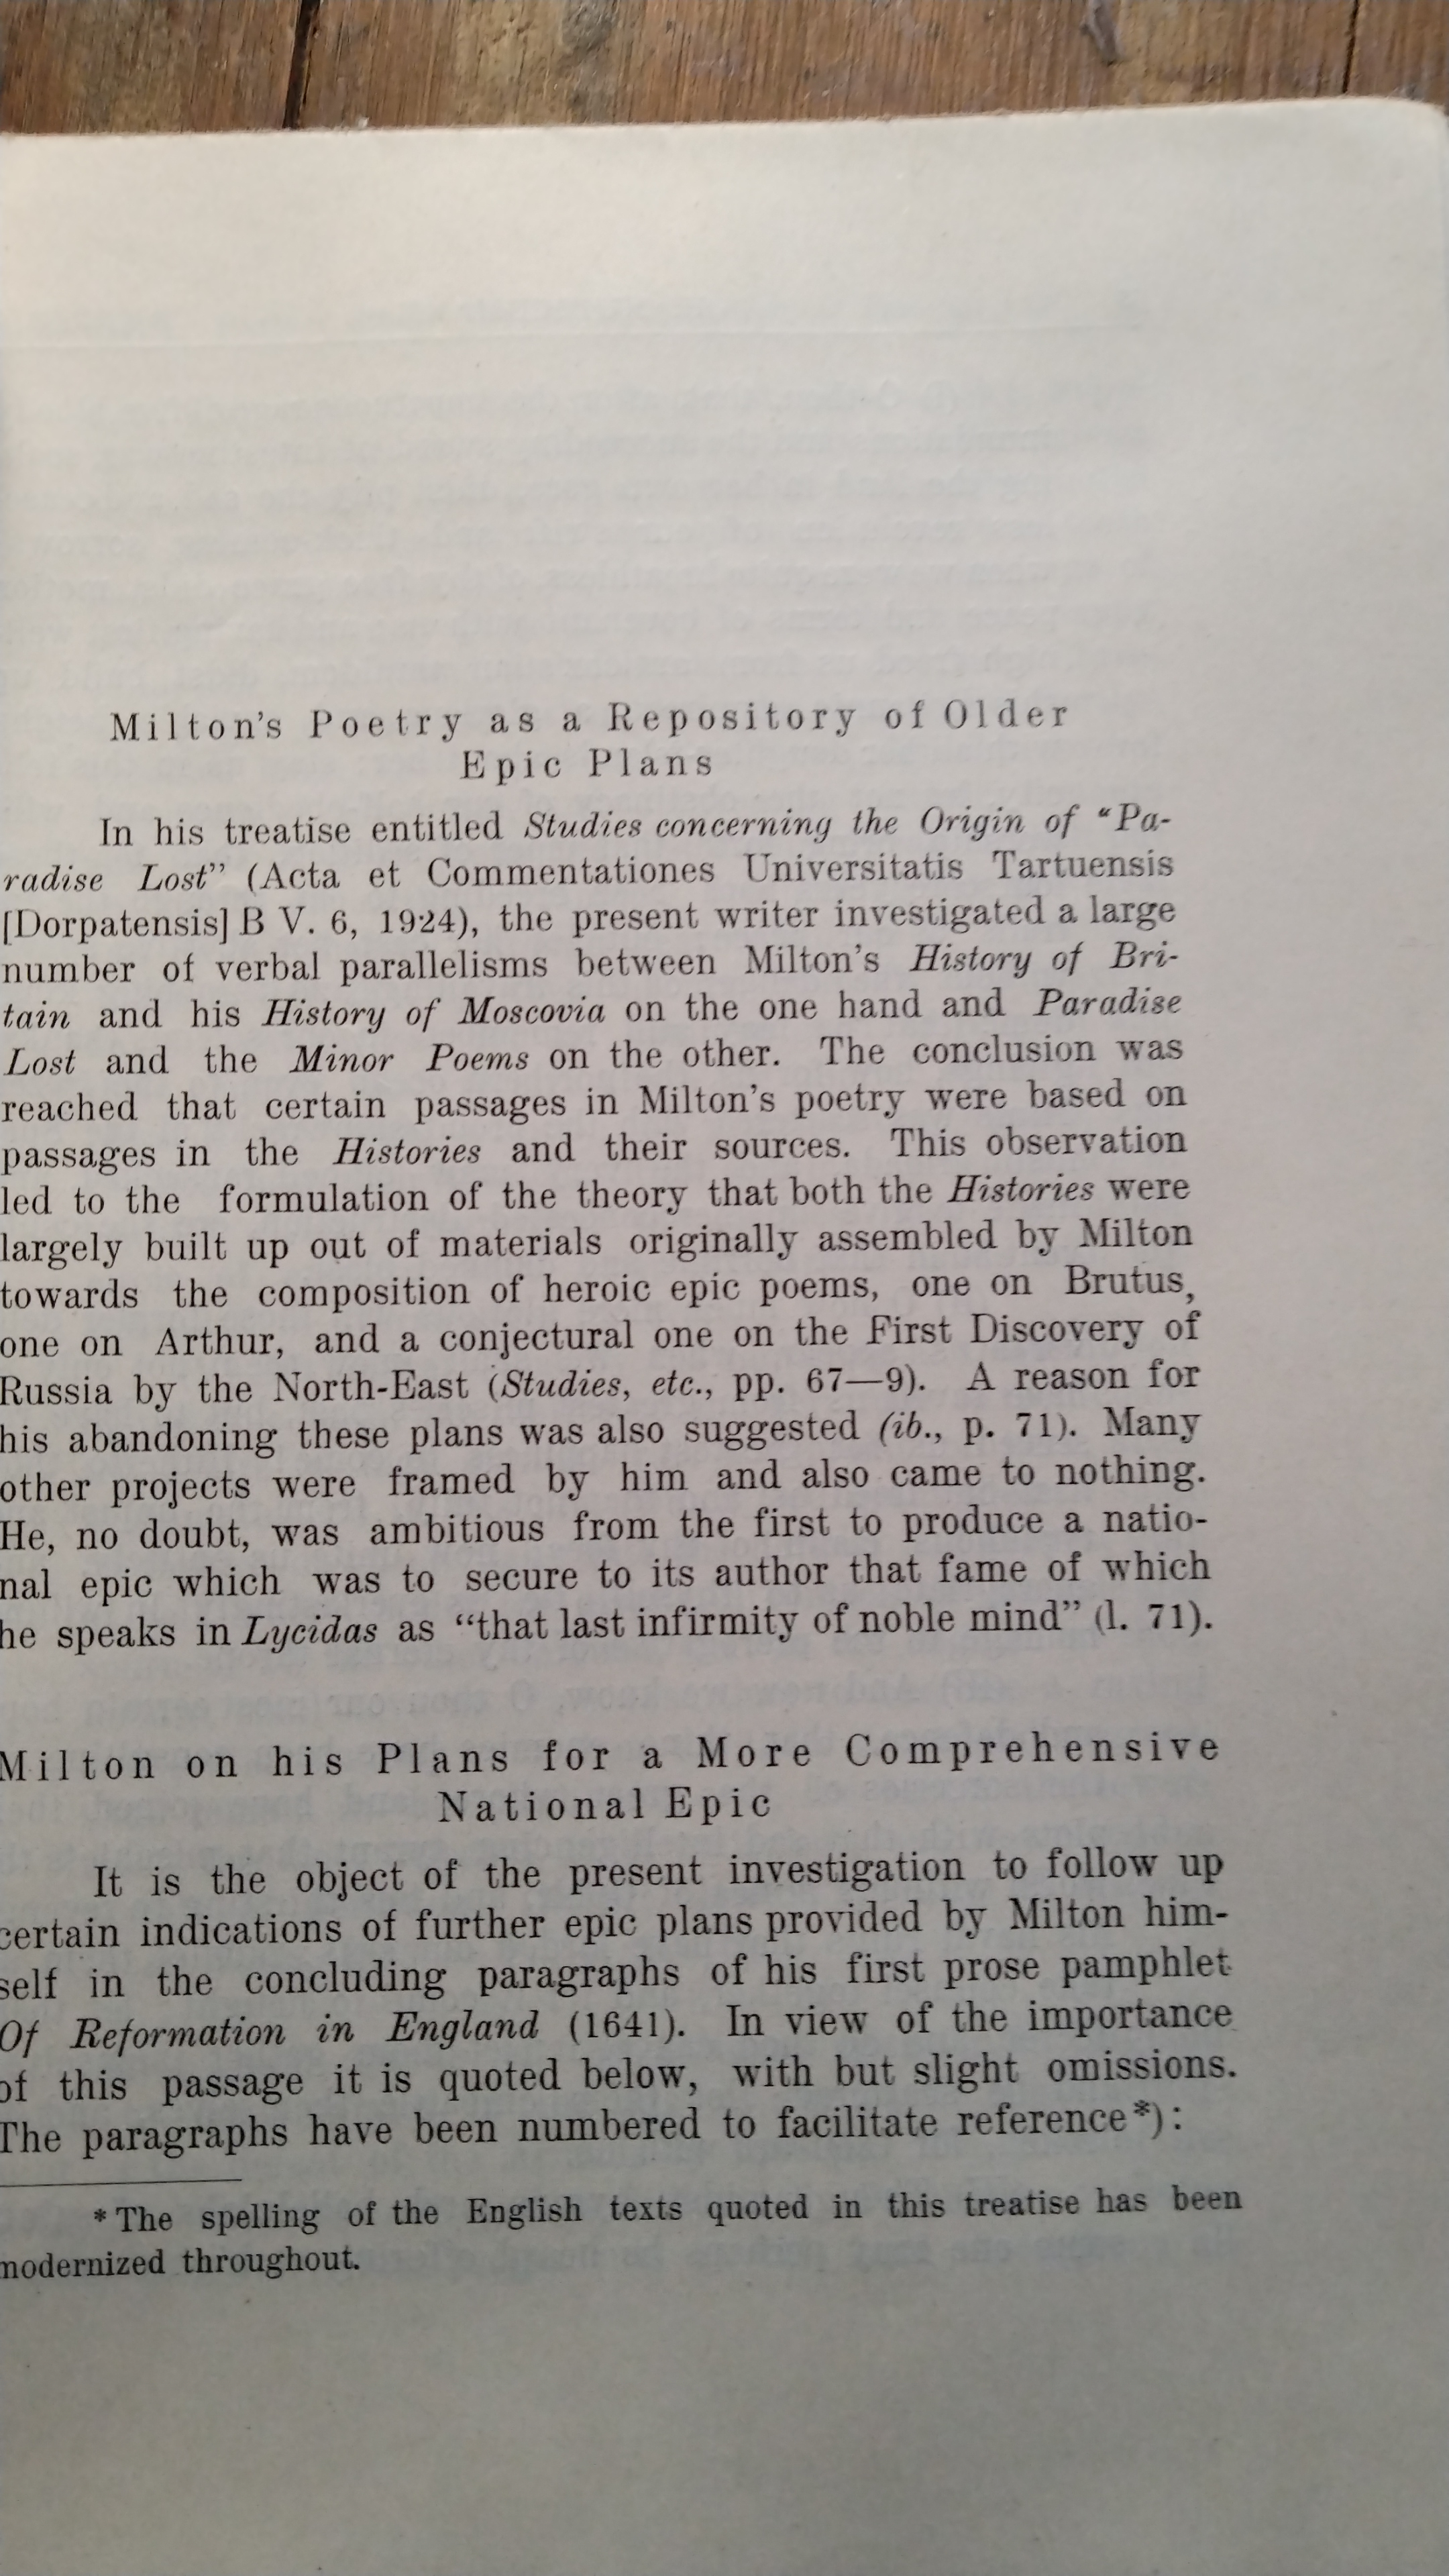 Milton's Poetry as a Repository of Older
Epic Plans
In his treatise entitled Studies concerning the Origin of “Pa-
radise Lost” (Acta et Commentationes Universitatis Tartuensis
[Dorpatensis] B V. 6, 1924), the present writer investigated a large
number of verbal parallelisms between Milton's History of Bri-
tain and his History of Moscovia on the one hand and Paradise
Lost and the Minor Poems on the other. The conclusion was
reached that certain passages in Milton's poetry were based on
passages in the Histories and their sources. This observation
led to the formulation of the theory that both the Histories were
largely built up out of materials originally assembled by Milton
towards the composition of heroic epic poems, one on Brutus,
one on Arthur, and a conjectural one on the First Discovery of
Russia by the North-East (Studies, etc., pp. 67—9). A reason for
his abandoning these plans was also suggested (ib., p. 71). Many
other projects were framed by him and also came to nothing.
He, no doubt, was ambitious from the first to produce a natio-
nal epic which was to secure to its author that fame of which
he speaks in Lycidas as “that last infirmity of noble mind” (l. 71).
Milton on his Plans for a More Comprehensive
National Epic
It is the object of the present investigation to follow up
certain indications of further epic plans provided by Milton him-
self in the concluding paragraphs of his first prose pamphlet
Of Reformation in England (1641). In view of the importance
of this passage it is quoted below, with but slight omissions.
The paragraphs have been numbered to facilitate reference*):
* The spelling of the English texts quoted in this treatise has been
modernized throughout.